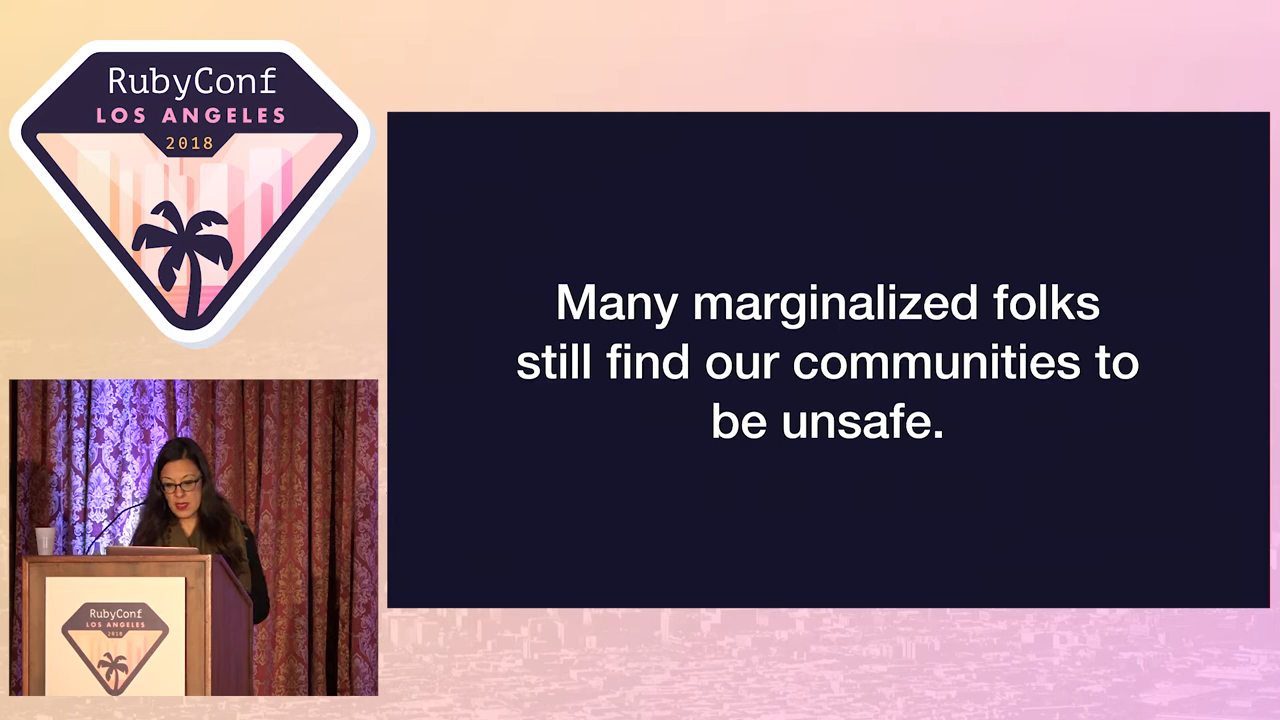 RubyConf
LOS ANGELES
2018
Many marginalized folks
still find our communities to
be unsafe.
RubyConf
LOS ANGELES
2018